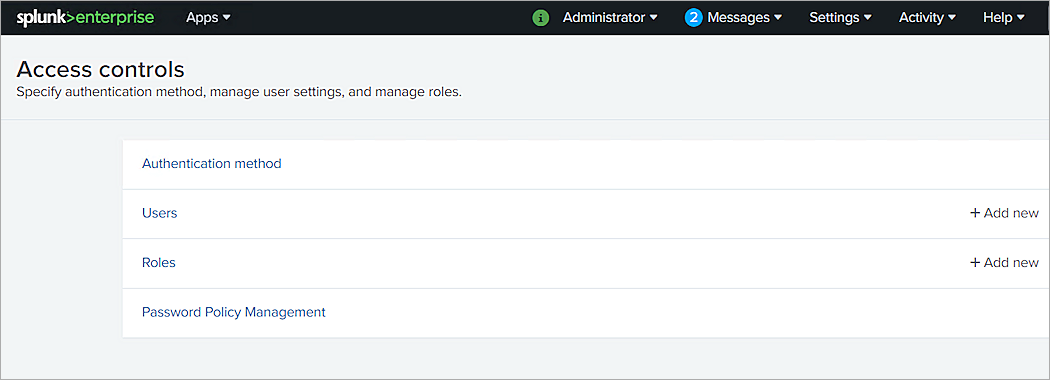 splunk>enterprise Apps Administrator 2 Messages Settings Activity Help
Access controls
Specify authentication method, manage user settings, and manage roles.
Authentication method
Users + Add new
Roles + Add new
Password Policy Management